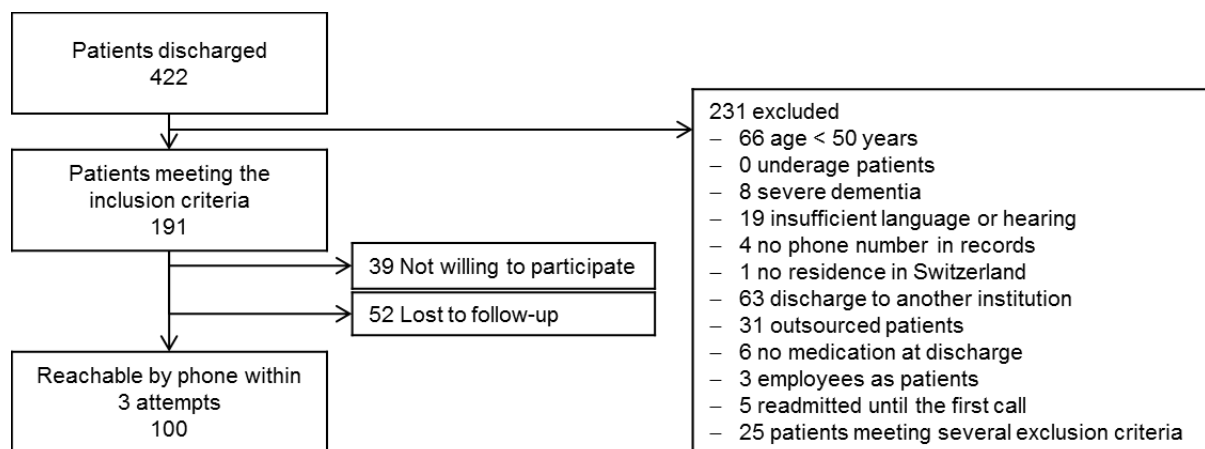 Patients discharged
422
Patients meeting the
inclusion criteria
191
39 Not willing to participate
52 Lost to follow-up
Reachable by phone within
3 attempts
100
231 excluded
– 66 age < 50 years
– 0 underage patients
– 8 severe dementia
– 19 insufficient language or hearing
– 4 no phone number in records
– 1 no residence in Switzerland
– 63 discharge to another institution
– 31 outsourced patients
– 6 no medication at discharge
– 3 employees as patients
– 5 readmitted until the first call
– 25 patients meeting several exclusion criteria